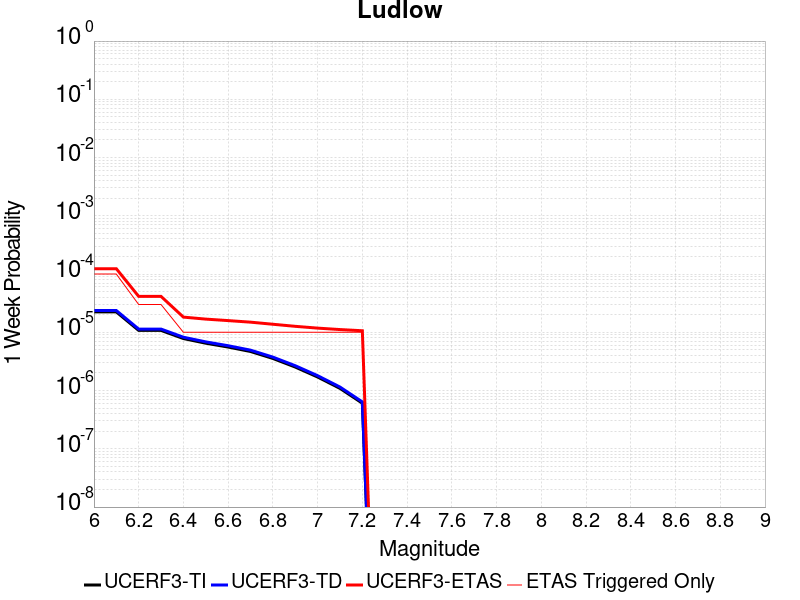 Ludlow
1 Week Probability
10^0
10^-1
10^-2
10^-3
10^-4
10^-5
10^-6
10^-7
10^-8
6 6.2 6.4 6.6 6.8 7 7.2 7.4 7.6 7.8 8 8.2 8.4 8.6 8.8 9
Magnitude
UCERF3-TI UCERF3-TD UCERF3-ETAS ETAS Triggered Only